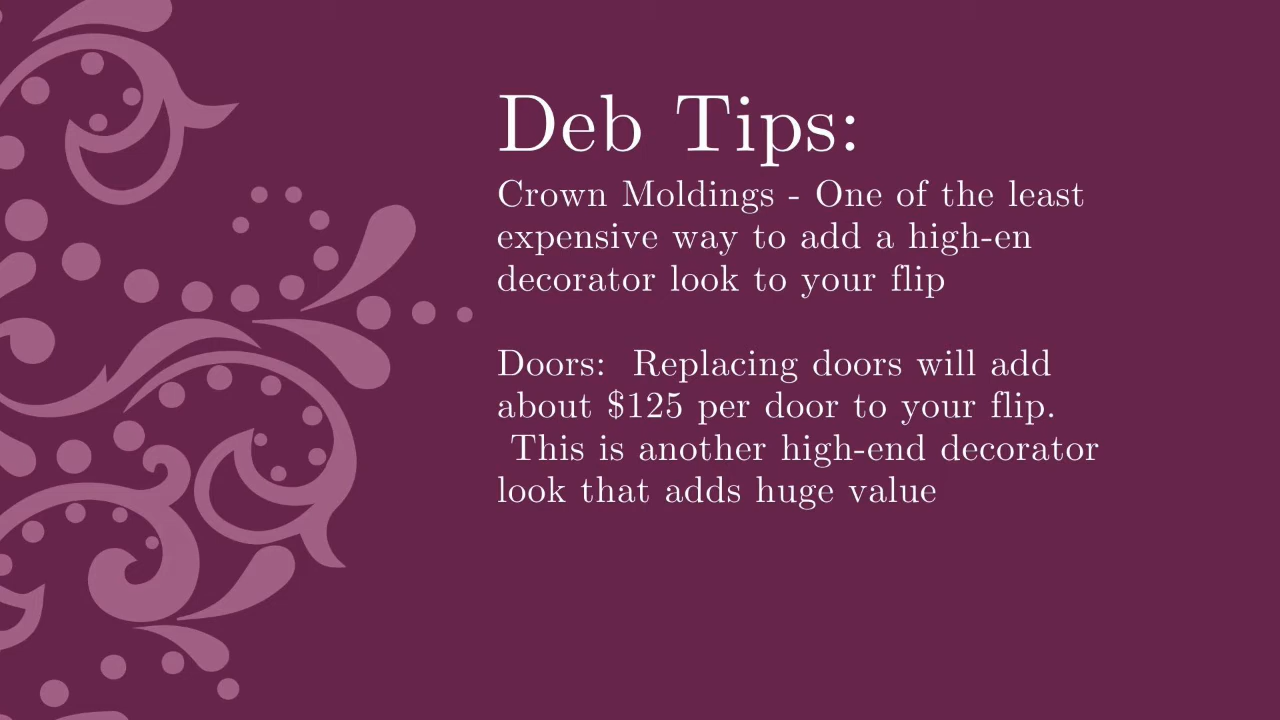 Deb Tips:
Crown Moldings - One of the least
expensive way to add a high-en
decorator look to your flip
Doors:  Replacing doors will add
about $125 per door to your flip.
This is another high-end decorator
look that adds huge value